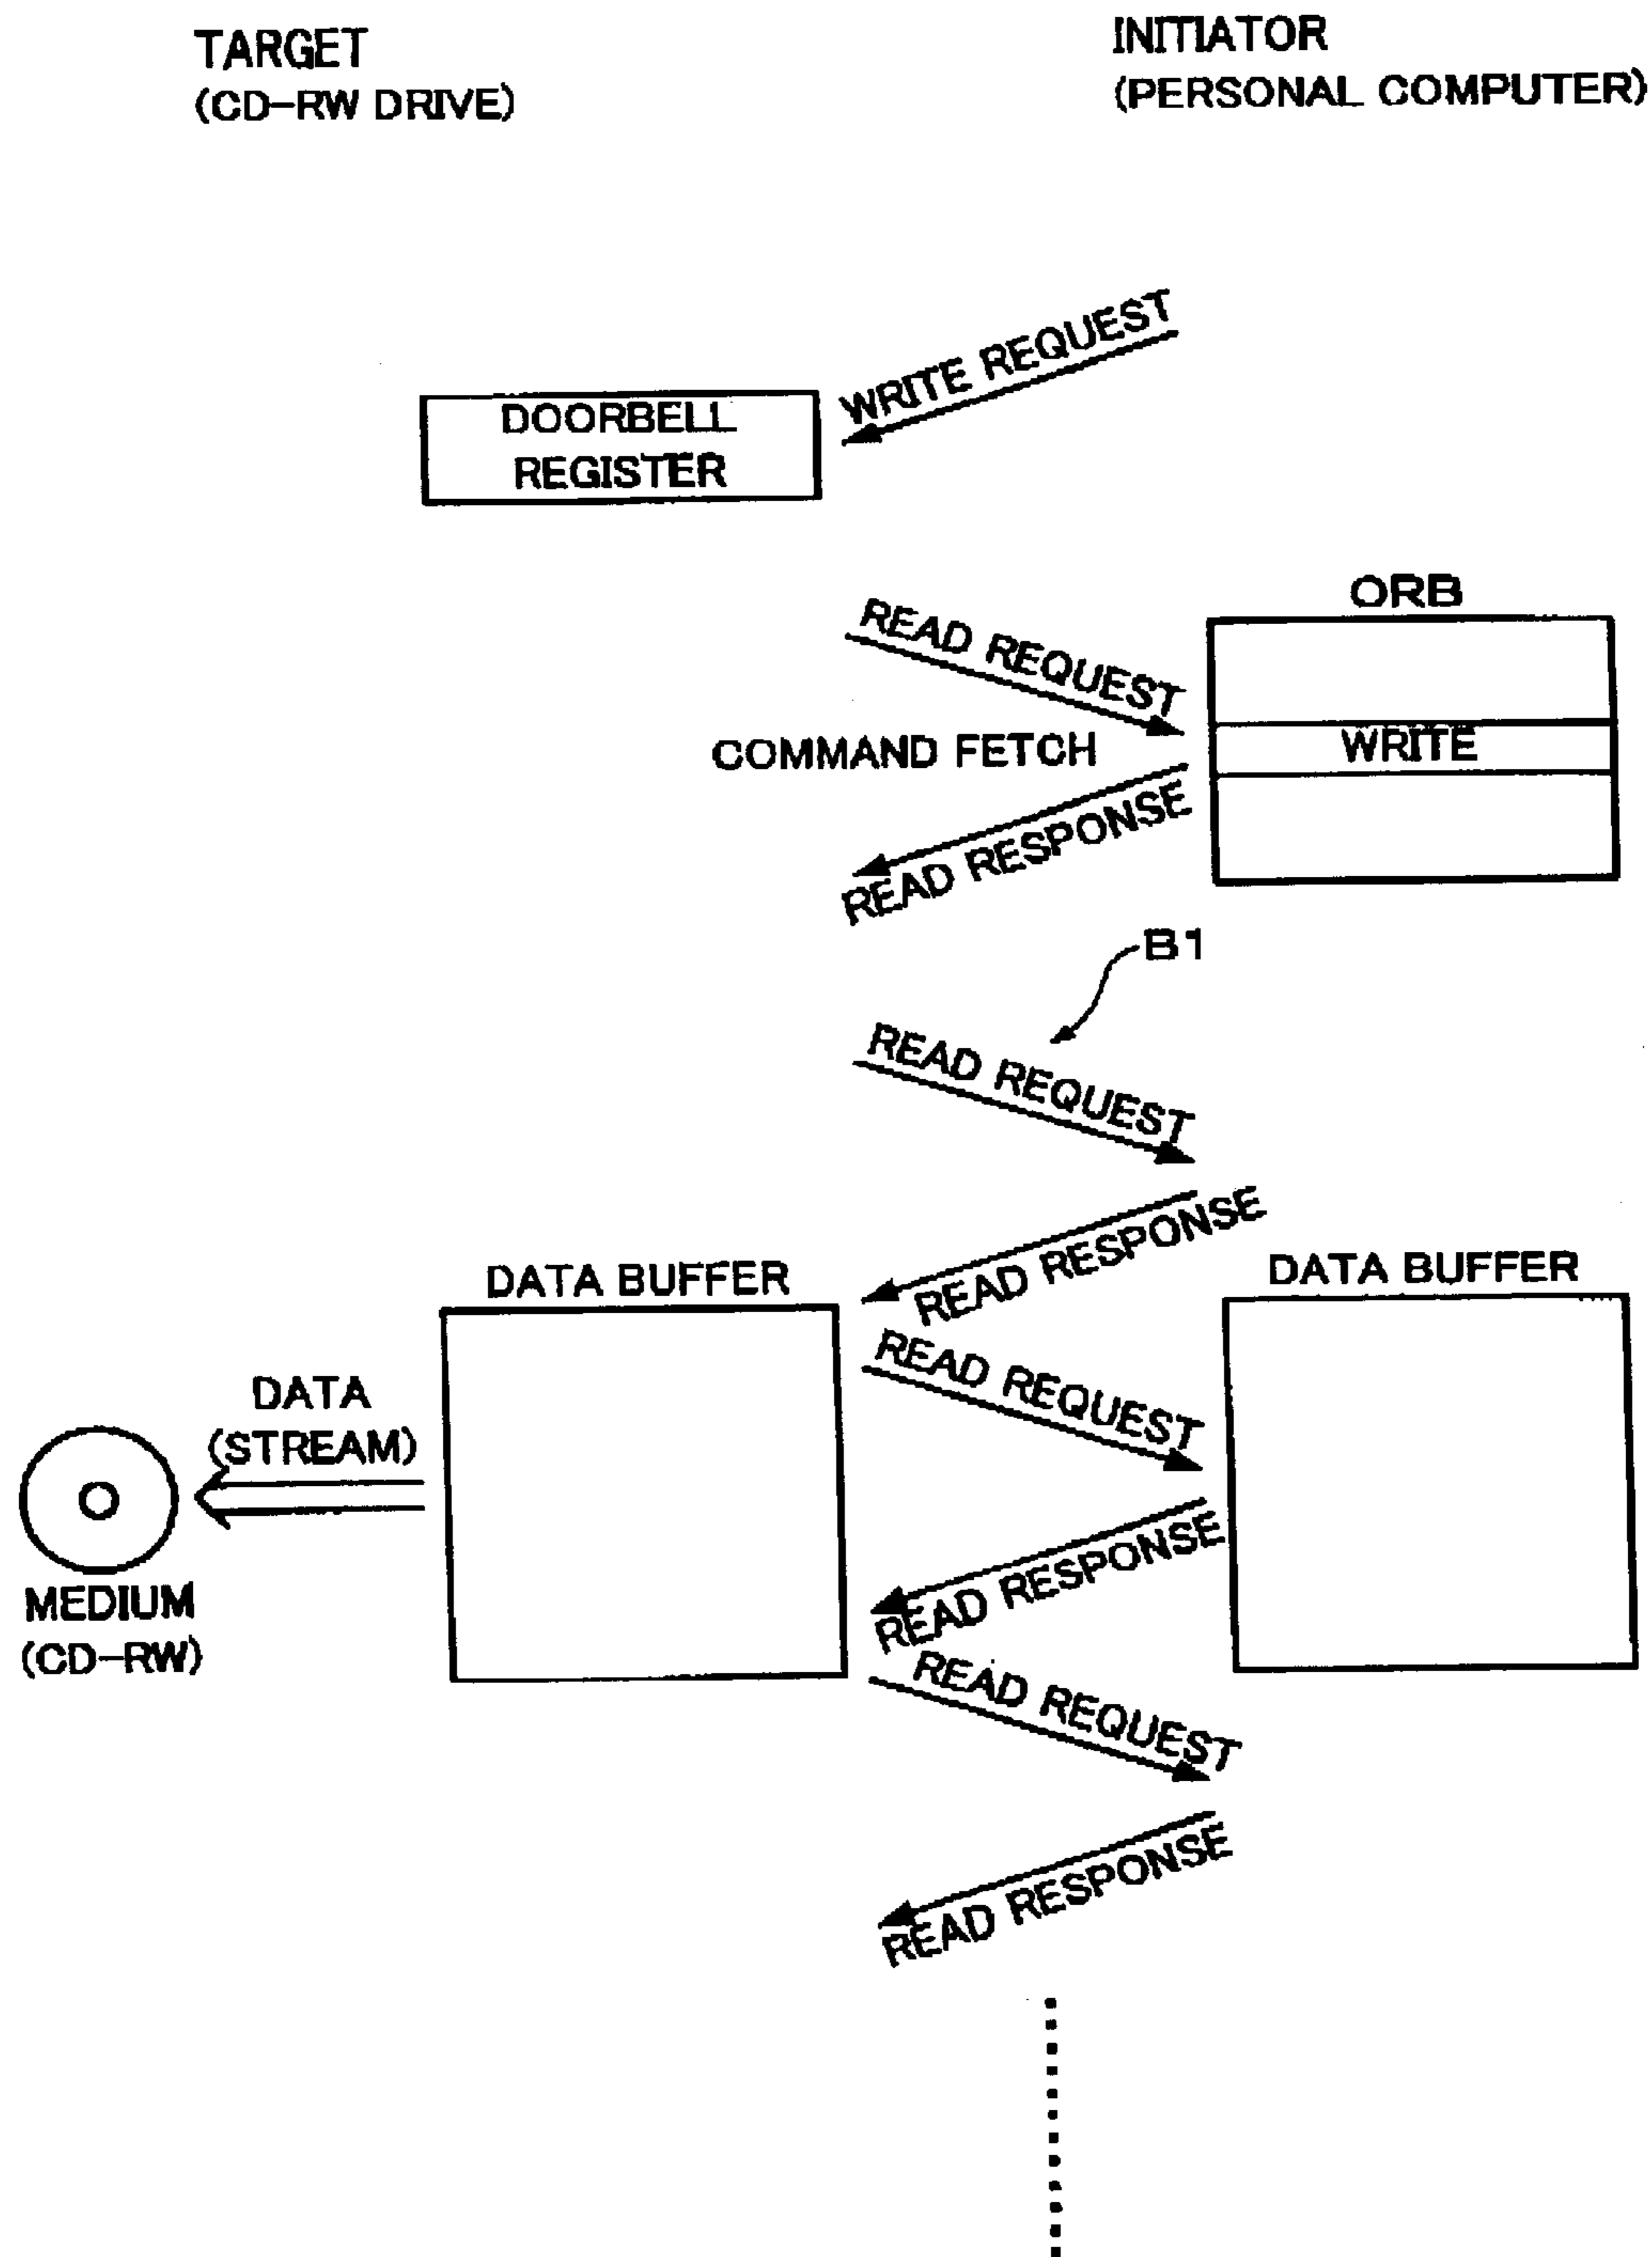 TARGET
(CD-RW DRIVE)
INITIATOR
(PERSONAL COMPUTER)
WRITE REQUEST
DOORBELL
REGISTER
ORB
READ REQUEST
COMMAND FETCH
WRITE
READ RESPONSE
B1
READ REQUEST
READ RESPONSE
DATA BUFFER
DATA BUFFER
READ REQUEST
DATA
(STREAM)
READ RESPONSE
MEDIUM
(CD-RW)
READ REQUEST
READ RESPONSE